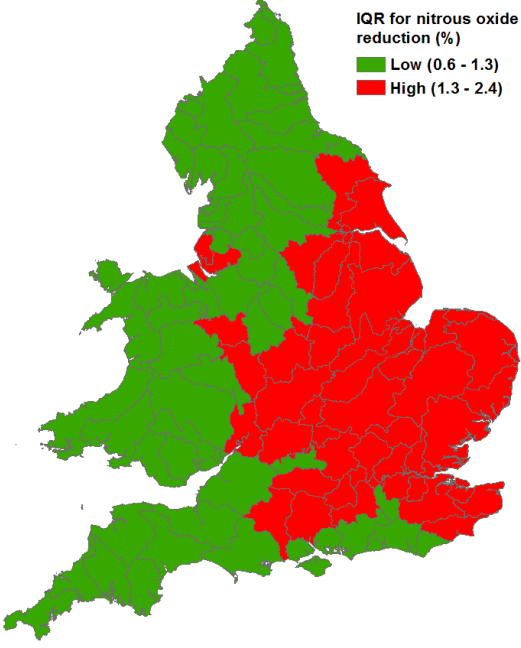 IQR for nitrous oxide
reduction (%)
Low (0.6 - 1.3)
High (1.3 - 2.4)